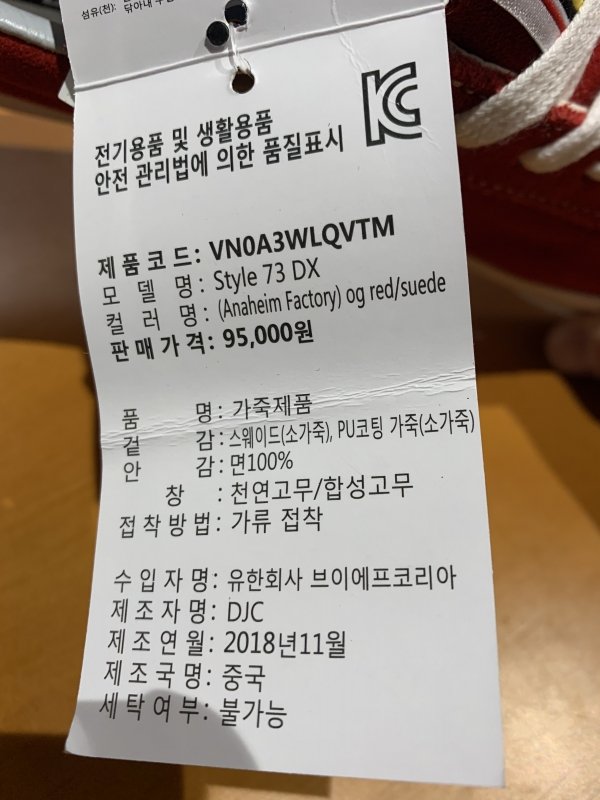 섬유(천):
전기용품 및 생활용품
안전 관리법에 의한 품질표시
제품코드: VN0A3WLQVTM
모델명: Style 73 DX
컬러명: (Anaheim Factory) og red/suede
판매가격: 95,000원
품명: 가죽제품
겉감: 스웨이드(소가죽), PU코팅 가죽(소가죽)
안감: 면100%
창: 천연고무/합성고무
접착방법: 가류 접착
수입자명: 유한회사 브이에프코리아
제조자명: DJC
제조연월: 2018년11월
제조국명: 중국
세탁여부: 불가능